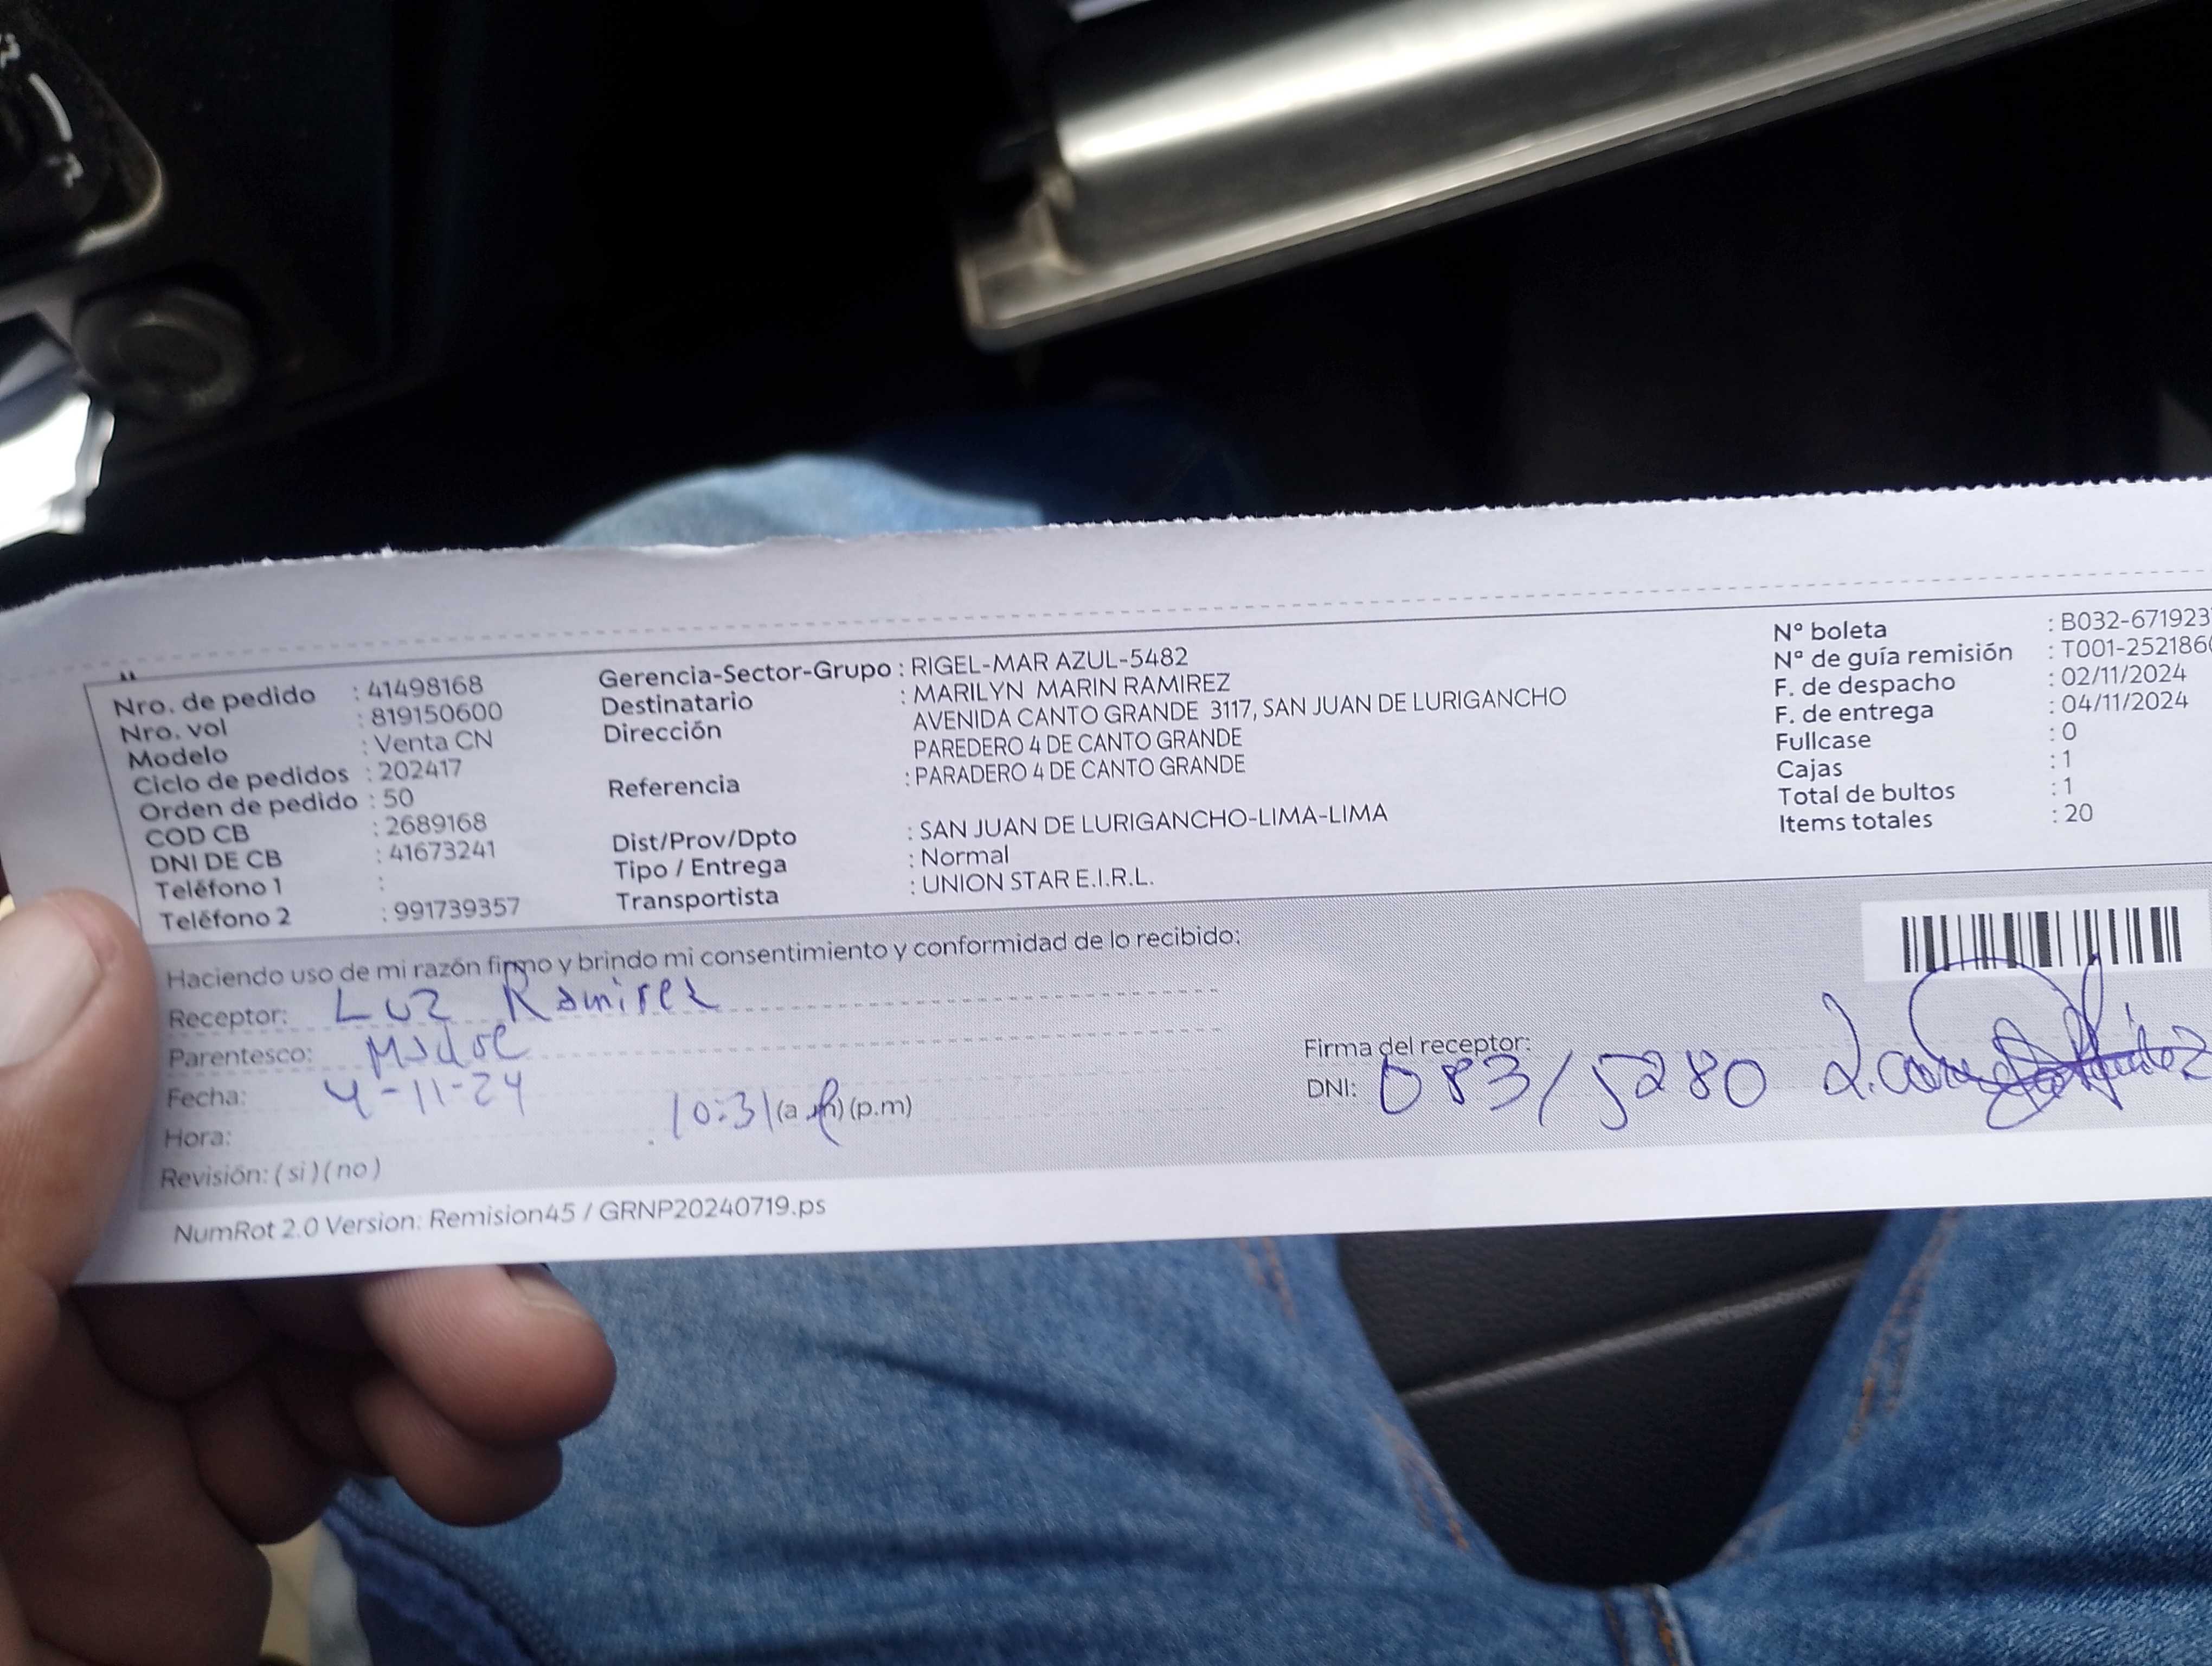 Nro. de pedido : 41498168
Nro. vol : 819150600
Modelo : Venta CN
Ciclo de pedidos : 202417
Orden de pedido : 50
COD CB : 2689168
DNI DE CB : 41673241
Teléfono 1 :
Teléfono 2 : 991739357
Gerencia-Sector-Grupo : RIGEL-MAR AZUL-5482
Destinatario : MARILYN MARIN RAMIREZ
Dirección AVENIDA CANTO GRANDE 3117, SAN JUAN DE LURIGANCHO
PAREDERO 4 DE CANTO GRANDE
Referencia : PARADERO 4 DE CANTO GRANDE
Dist/Prov/Dpto : SAN JUAN DE LURIGANCHO-LIMA-LIMA
Tipo / Entrega : Normal
Transportista : UNION STAR E.I.R.L.
Nº boleta : B032-671923
Nº de guía remisión : T001-252186
F. de despacho : 02/11/2024
F. de entrega : 04/11/2024
Fullcase : 0
Cajas : 1
Total de bultos : 1
Items totales : 20
Haciendo uso de mi razón firmo y brindo mi consentimiento y conformidad de lo recibido:
Receptor: Luz Ramirez
Parentesco: Madre
Fecha: 4-11-24
Hora: 10:31 (a.m) (p.m)
Revisión: ( si ) ( no )
Firma del receptor:
DNI: 083/5280
NumRot 2.0 Version: Remision45 / GRNP20240719.ps